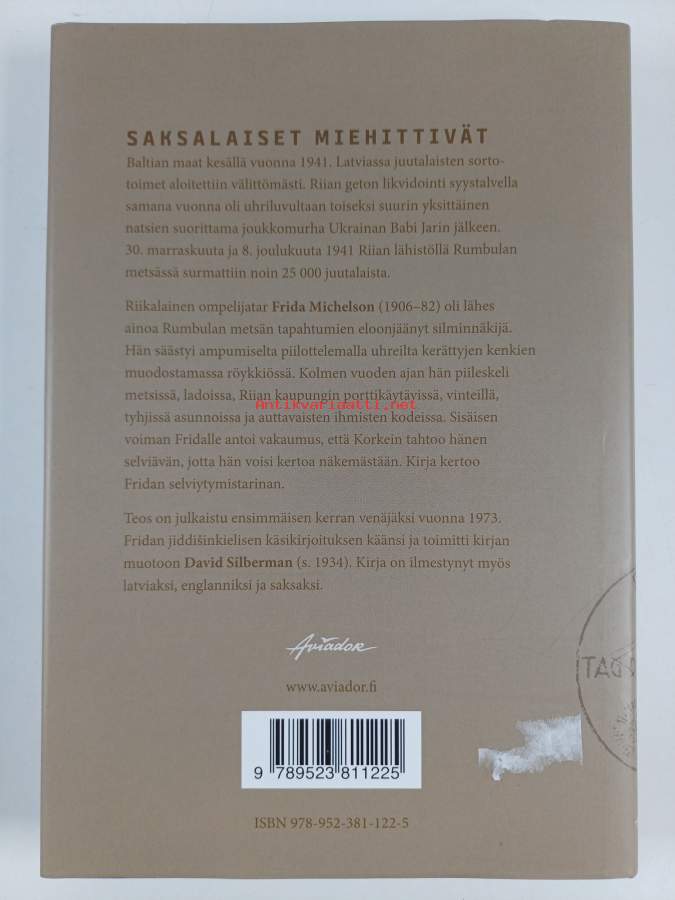 SAKSALAISET MIEHITTIVÄT
Baltian maat kesällä vuonna 1941. Latviassa juutalaisten sorto-
toimet aloitettiin välittömästi. Riian geton likvidointi syystalvella
samana vuonna oli uhriluvultaan toiseksi suurin yksittäinen
natsien suorittama joukkomurha Ukrainan Babi Jarin jälkeen.
30. marraskuuta ja 8. joulukuuta 1941 Riian lähistöllä Rumbulan
metsässä surmattiin noin 25 000 juutalaista.
Riikalainen ompelijatar Frida Michelson (1906–82) oli lähes
ainoa Rumbulan metsän tapahtumien eloonjäänyt silminnäkijä.
Hän säästyi ampumiselta piilottelemalla uhreilta kerättyjen kenkien
muodostamassa röykkiössä. Kolmen vuoden ajan hän piileskeli
metsissä, ladoissa, Riian kaupungin porttikäytävissä, vinteillä,
Antikvariaatti.net
tyhjissä asunnoissa ja auttavaisten ihmisten kodeissa. Sisäisen
voiman Fridalle antoi vakaumus, että Korkein tahtoo hänen
selviävän, jotta hän voisi kertoa näkemästään. Kirja kertoo
Fridan selviytymistarinan.
Teos on julkaistu ensimmäisen kerran venäjäksi vuonna 1973.
Fridan jiddišinkielisen käsikirjoituksen käänsi ja toimitti kirjan
muotoon David Silberman (s. 1934). Kirja on ilmestynyt myös
latviaksi, englanniksi ja saksaksi.
Aviador
www.aviador.fi
TAG
9 789523 811225
ISBN 978-952-381-122-5